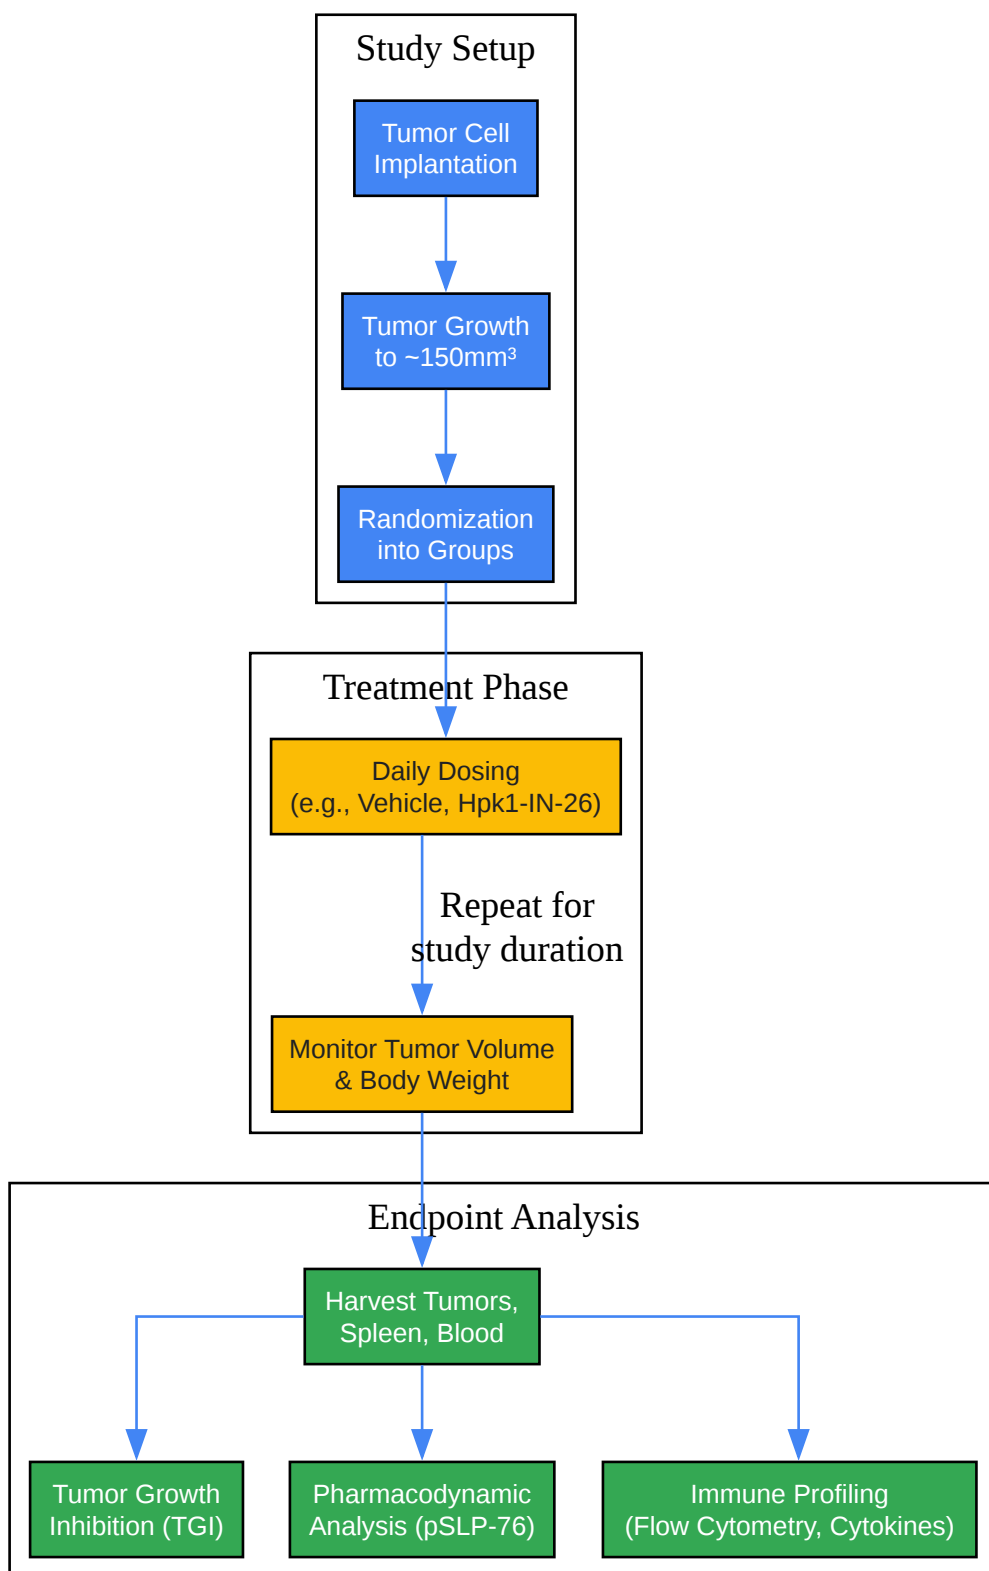 Study Setup
Tumor Cell
Implantation
Tumor Growth
to ~150mm³
Randomization
into Groups
Treatment Phase
Daily Dosing
(e.g., Vehicle, Hpk1-IN-26)
Repeat for
study duration
Monitor Tumor Volume
& Body Weight
Endpoint Analysis
Harvest Tumors,
Spleen, Blood
Tumor Growth
Inhibition (TGI)
Pharmacodynamic
Analysis (pSLP-76)
Immune Profiling
(Flow Cytometry, Cytokines)